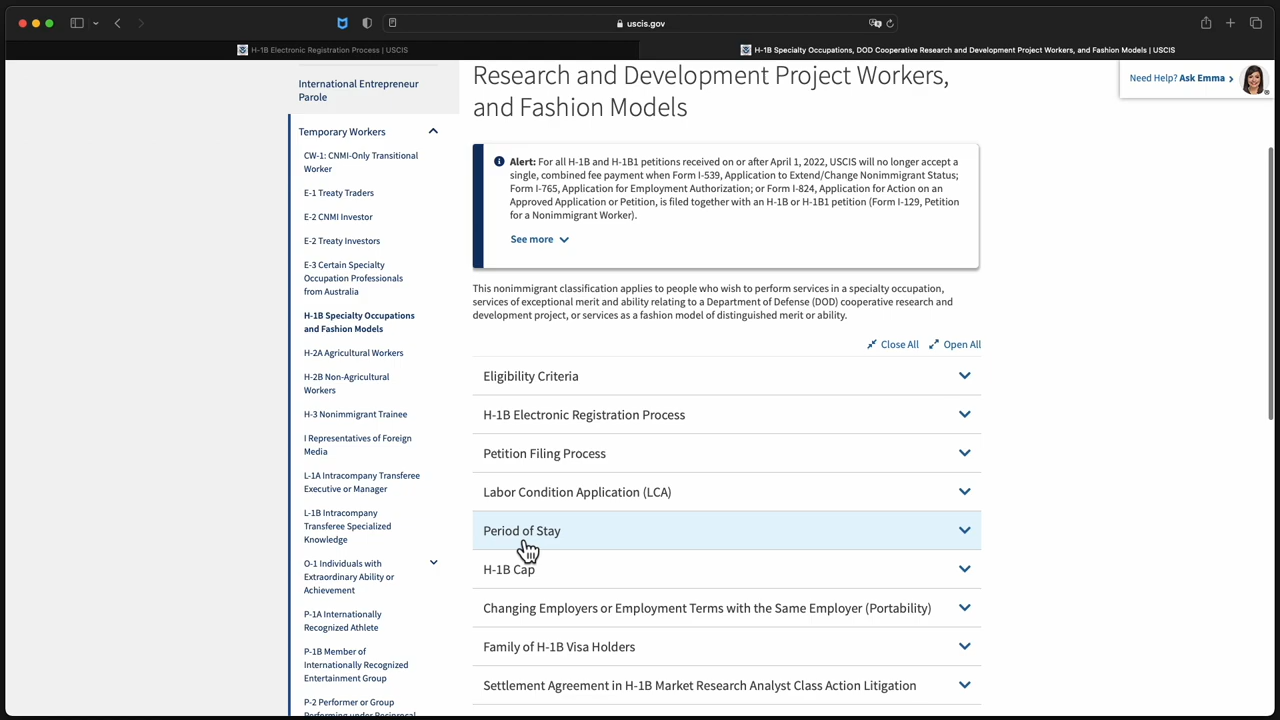 uscis.gov
H-1B Electronic Registration Process | USCIS
H-1B Specialty Occupations, DOD Cooperative Research and Development Project Workers, and Fashion Models | USCIS
International Entrepreneur
Parole
Temporary Workers
CW-1: CNMI-Only Transitional
Worker
E-1 Treaty Traders
E-2 CNMI Investor
E-2 Treaty Investors
E-3 Certain Specialty
Occupation Professionals
from Australia
H-1B Specialty Occupations
and Fashion Models
H-2A Agricultural Workers
H-2B Non-Agricultural
Workers
H-3 Nonimmigrant Trainee
I Representatives of Foreign
Media
L-1A Intracompany Transferee
Executive or Manager
L-1B Intracompany
Transferee Specialized
Knowledge
O-1 Individuals with
Extraordinary Ability or
Achievement
P-1A Internationally
Recognized Athlete
P-1B Member of
Internationally Recognized
Entertainment Group
P-2 Performer or Group
Performing under Reciprocal
Research and Development Project Workers,
and Fashion Models
Need Help? Ask Emma
Alert: For all H-1B and H-1B1 petitions received on or after April 1, 2022, USCIS will no longer accept a
single, combined fee payment when Form I-539, Application to Extend/Change Nonimmigrant Status;
Form I-765, Application for Employment Authorization; or Form I-824, Application for Action on an
Approved Application or Petition, is filed together with an H-1B or H-1B1 petition (Form I-129, Petition
for a Nonimmigrant Worker).
See more
This nonimmigrant classification applies to people who wish to perform services in a specialty occupation,
services of exceptional merit and ability relating to a Department of Defense (DOD) cooperative research and
development project, or services as a fashion model of distinguished merit or ability.
Close All Open All
Eligibility Criteria
H-1B Electronic Registration Process
Petition Filing Process
Labor Condition Application (LCA)
Period of Stay
H-1B Cap
Changing Employers or Employment Terms with the Same Employer (Portability)
Family of H-1B Visa Holders
Settlement Agreement in H-1B Market Research Analyst Class Action Litigation